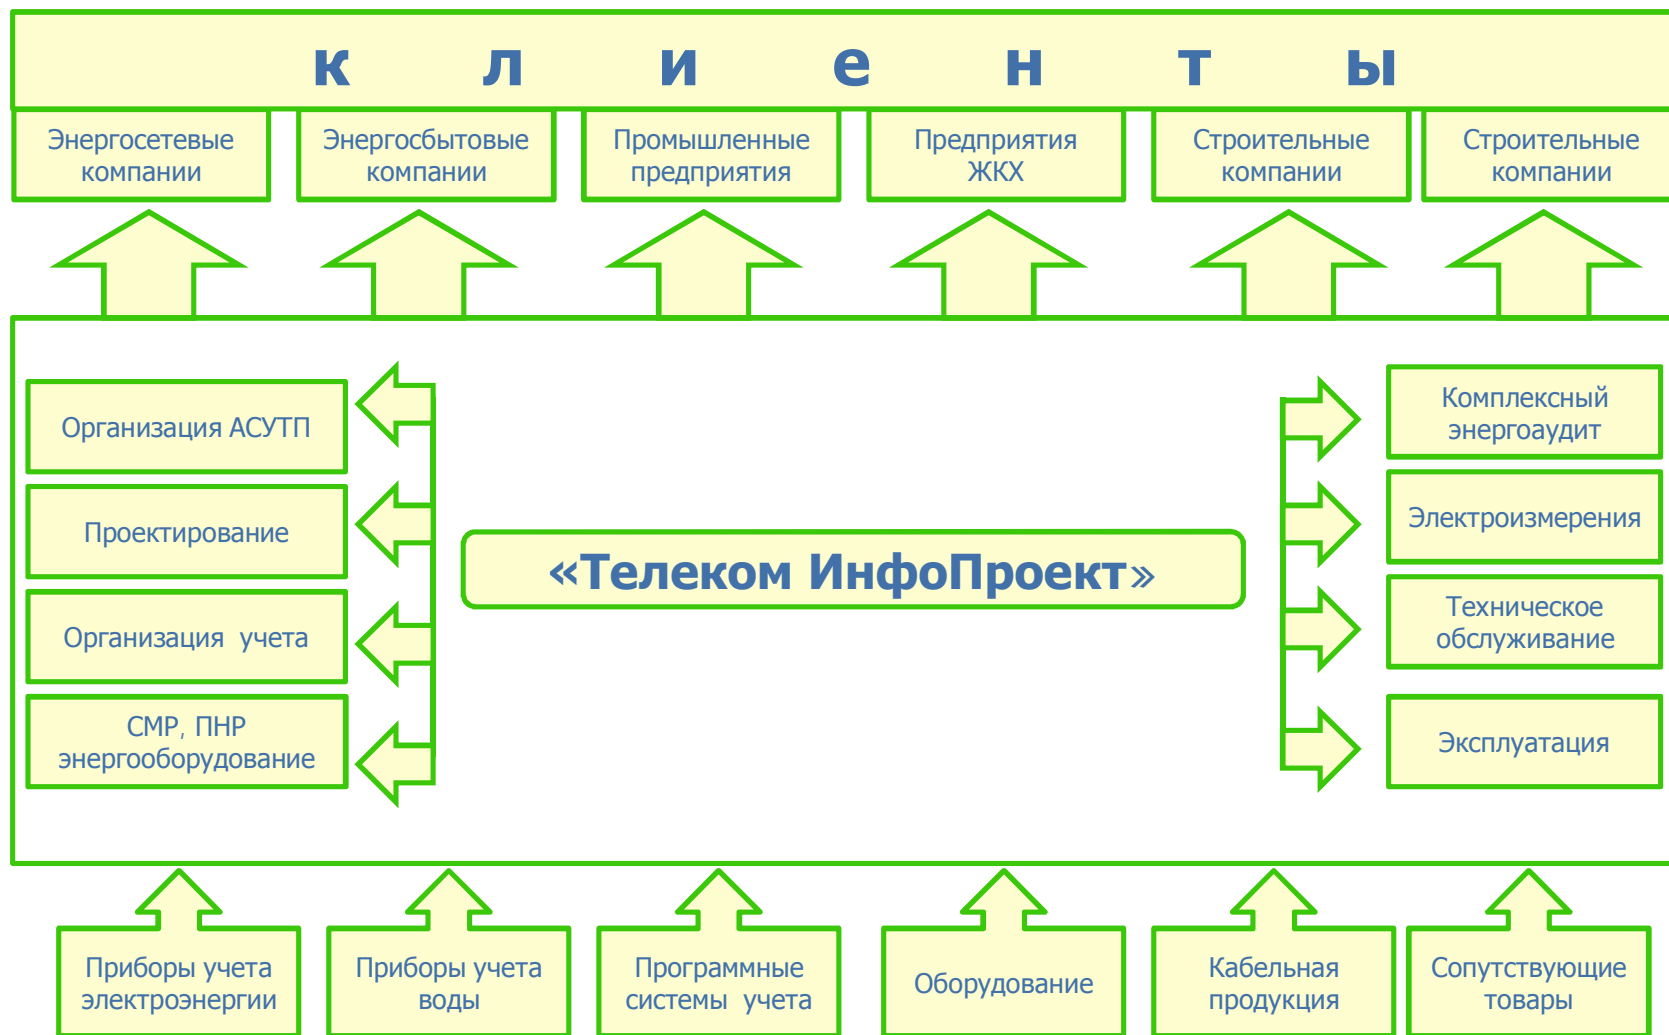 к л и е н т ы
Энергосетевые
компании
Энергосбытовые
компании
Промышленные
предприятия
Предприятия
ЖКХ
Строительные
компании
Строительные
компании
Организация АСУТП
Проектирование
Организация учета
СМР, ПНР
энергооборудование
«Телеком ИнфоПроект»
Комплексный
энергоаудит
Электроизмерения
Техническое
обслуживание
Эксплуатация
Приборы учета
электроэнергии
Приборы учета
воды
Программные
системы учета
Оборудование
Кабельная
продукция
Сопутствующие
товары